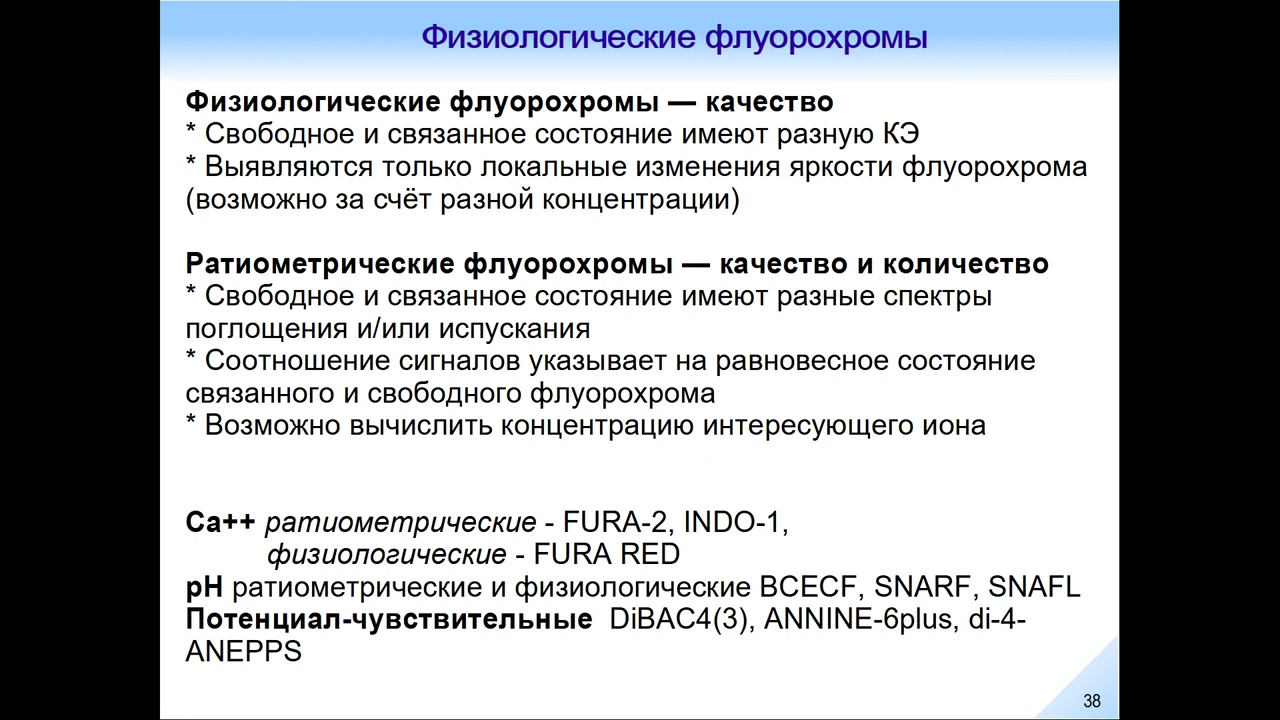 Физиологические флуорохромы
Физиологические флуорохромы — качество
* Свободное и связанное состояние имеют разную КЭ
* Выявляются только локальные изменения яркости флуорохрома
(возможно за счёт разной концентрации)
Ратиометрические флуорохромы — качество и количество
* Свободное и связанное состояние имеют разные спектры
поглощения и/или испускания
* Соотношение сигналов указывает на равновесное состояние
связанного и свободного флуорохрома
* Возможно вычислить концентрацию интересующего иона
Ca++ ратиометрические - FURA-2, INDO-1,
физиологические - FURA RED
pH ратиометрические и физиологические BCECF, SNARF, SNAFL
Потенциал-чувствительные DiBAC4(3), ANNINE-6plus, di-4-
ANEPPS
38